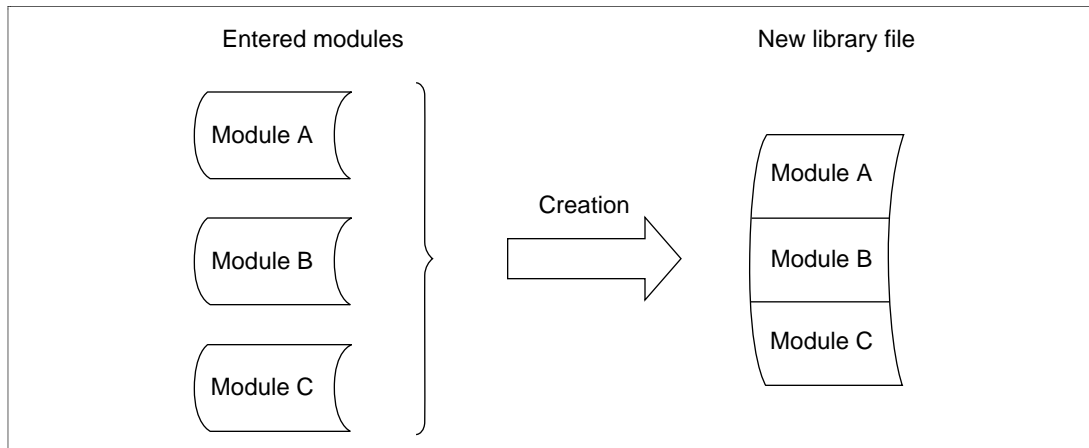 Entered modules
Module A
Module B
Module C
Creation
New library file
Module A
Module B
Module C